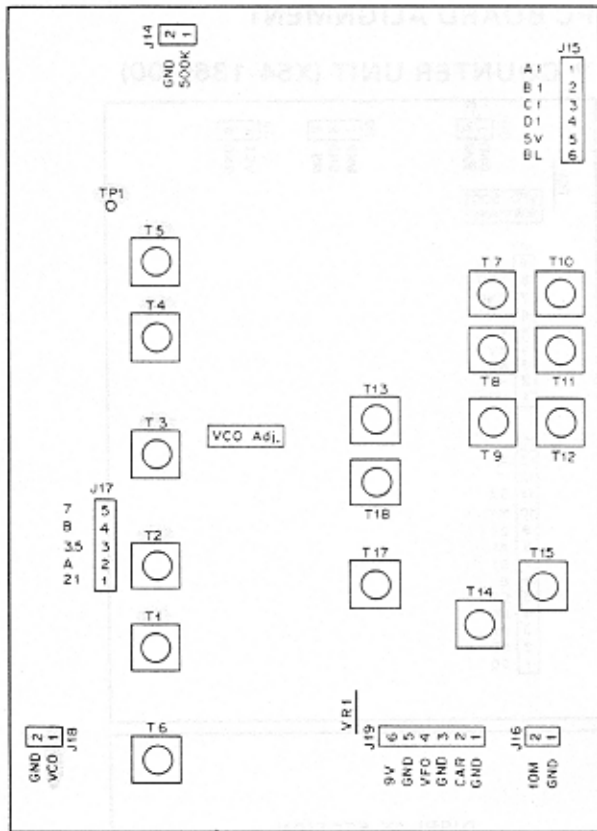 J14
2 1
GND
500K
J15
A1 1
B1 2
C1 3
D1 4
5V 5
BL 6
TP1
T5
T4
T7
T10
T8
T11
T13
T3
VCO Adj.
T9
T12
J17
7 5
B 4
3.5 3
A 2
21 1
T18
T2
T17
T15
T14
T1
VR1
J18
2 1
GND
VCO
T6
J19
6 5 4 3 2 1
9V
GND
VFO
GND
CAR
GND
J16
2 1
10M
GND